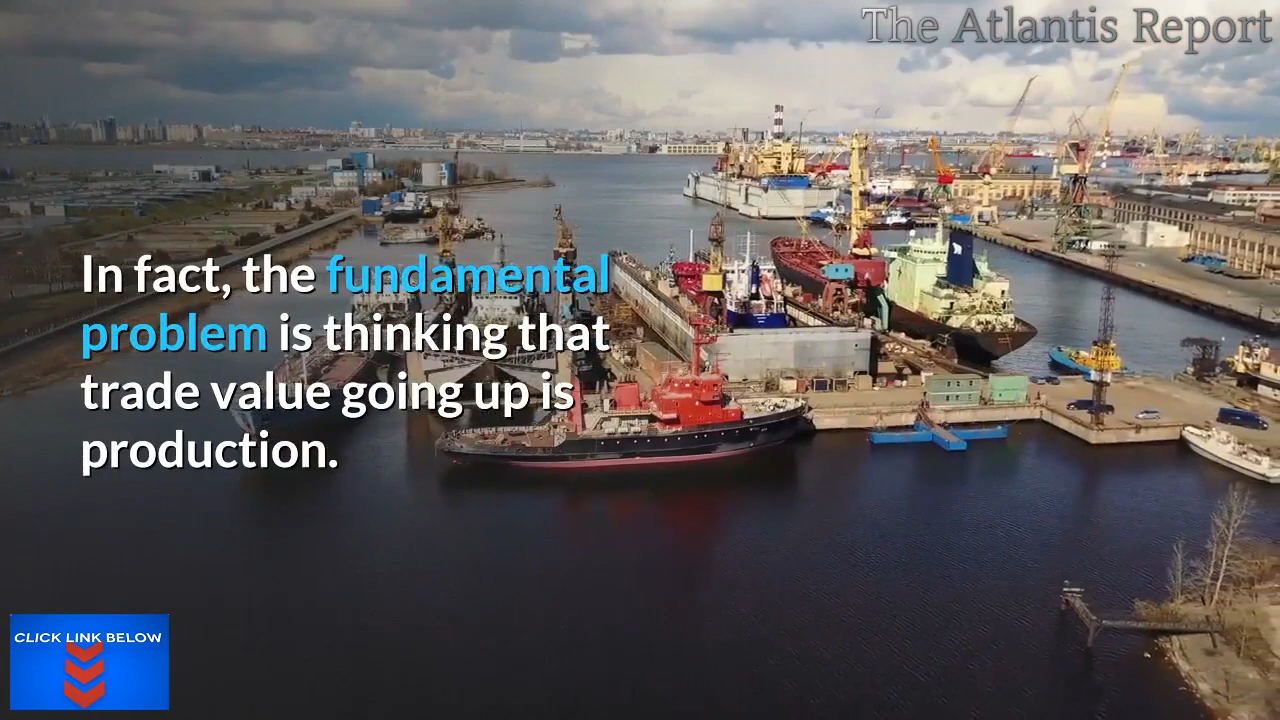 The Atlantis Report
In fact, the fundamental
problem is thinking that
trade value going up is
production.
CLICK LINK BELOW